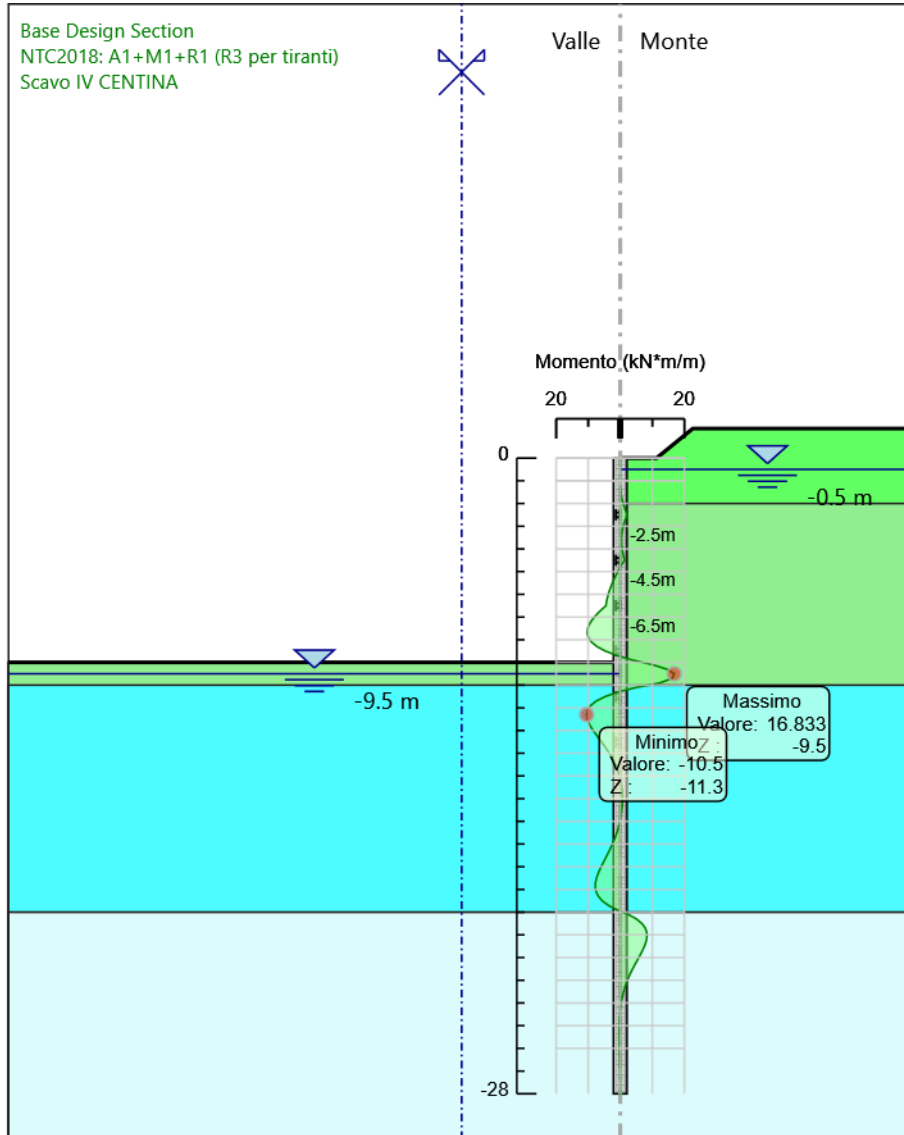 Base Design Section
NTC2018: A1+M1+R1 (R3 per tiranti)
Scavo IV CENTINA
Valle Monte
Momento (kN*m/m)
20 20
0
-0.5 m
-2.5m
-4.5m
-6.5m
-9.5 m
Massimo
Valore: 16.833
Z : -9.5
Minimo
Valore: -10.5
Z : -11.3
-28